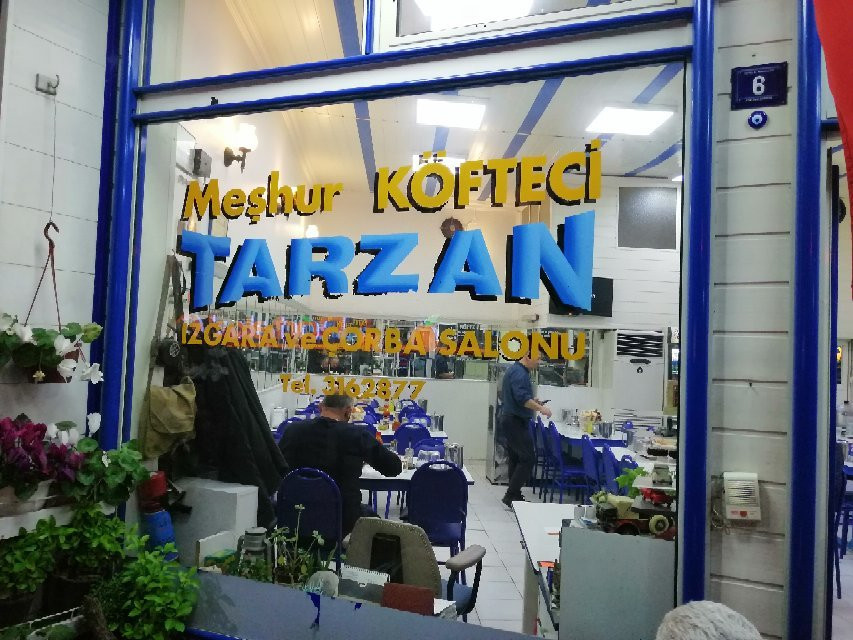 Meşhur KÖFTECİ
TARZAN
IZGARA ve ÇORBA SALONU
Tel. 3162877
6